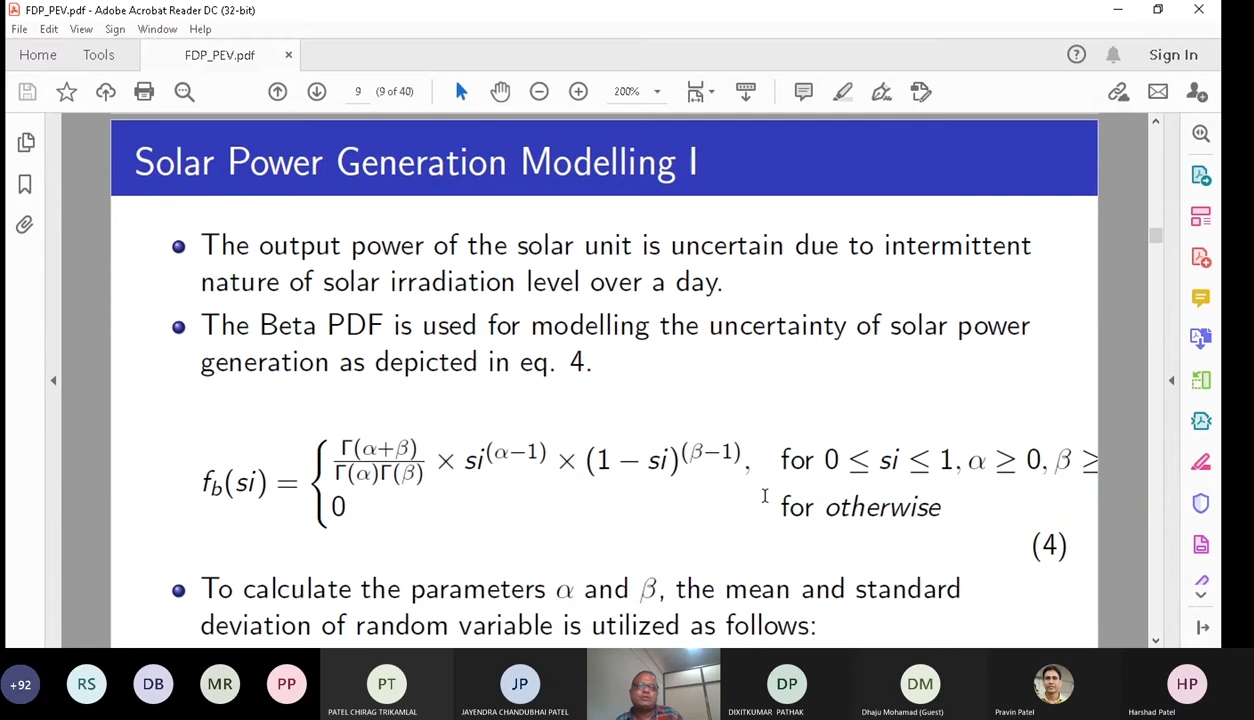 FDP_PEV.pdf - Adobe Acrobat Reader DC (32-bit)
File Edit View Sign Window Help
Home Tools FDP_PEV.pdf × Sign In
9 (9 of 40) 200%
Solar Power Generation Modelling I
The output power of the solar unit is uncertain due to intermittent
nature of solar irradiation level over a day.
The Beta PDF is used for modelling the uncertainty of solar power
generation as depicted in eq. 4.
f_b(si) = { Γ(α+β)/Γ(α)Γ(β) × si^(α−1) × (1 − si)^(β−1), for 0 ≤ si ≤ 1, α ≥ 0, β ≥
0 for otherwise
(4)
To calculate the parameters α and β, the mean and standard
deviation of random variable is utilized as follows:
+92 RS DB MR PP PT JP DP DM HP
PATEL CHIRAG TRIKAMLAL JAYENDRA CHANDUBHAI PATEL DIXITKUMAR PATHAK Dhaju Mohamad (Guest) Pravin Patel Harshad Patel